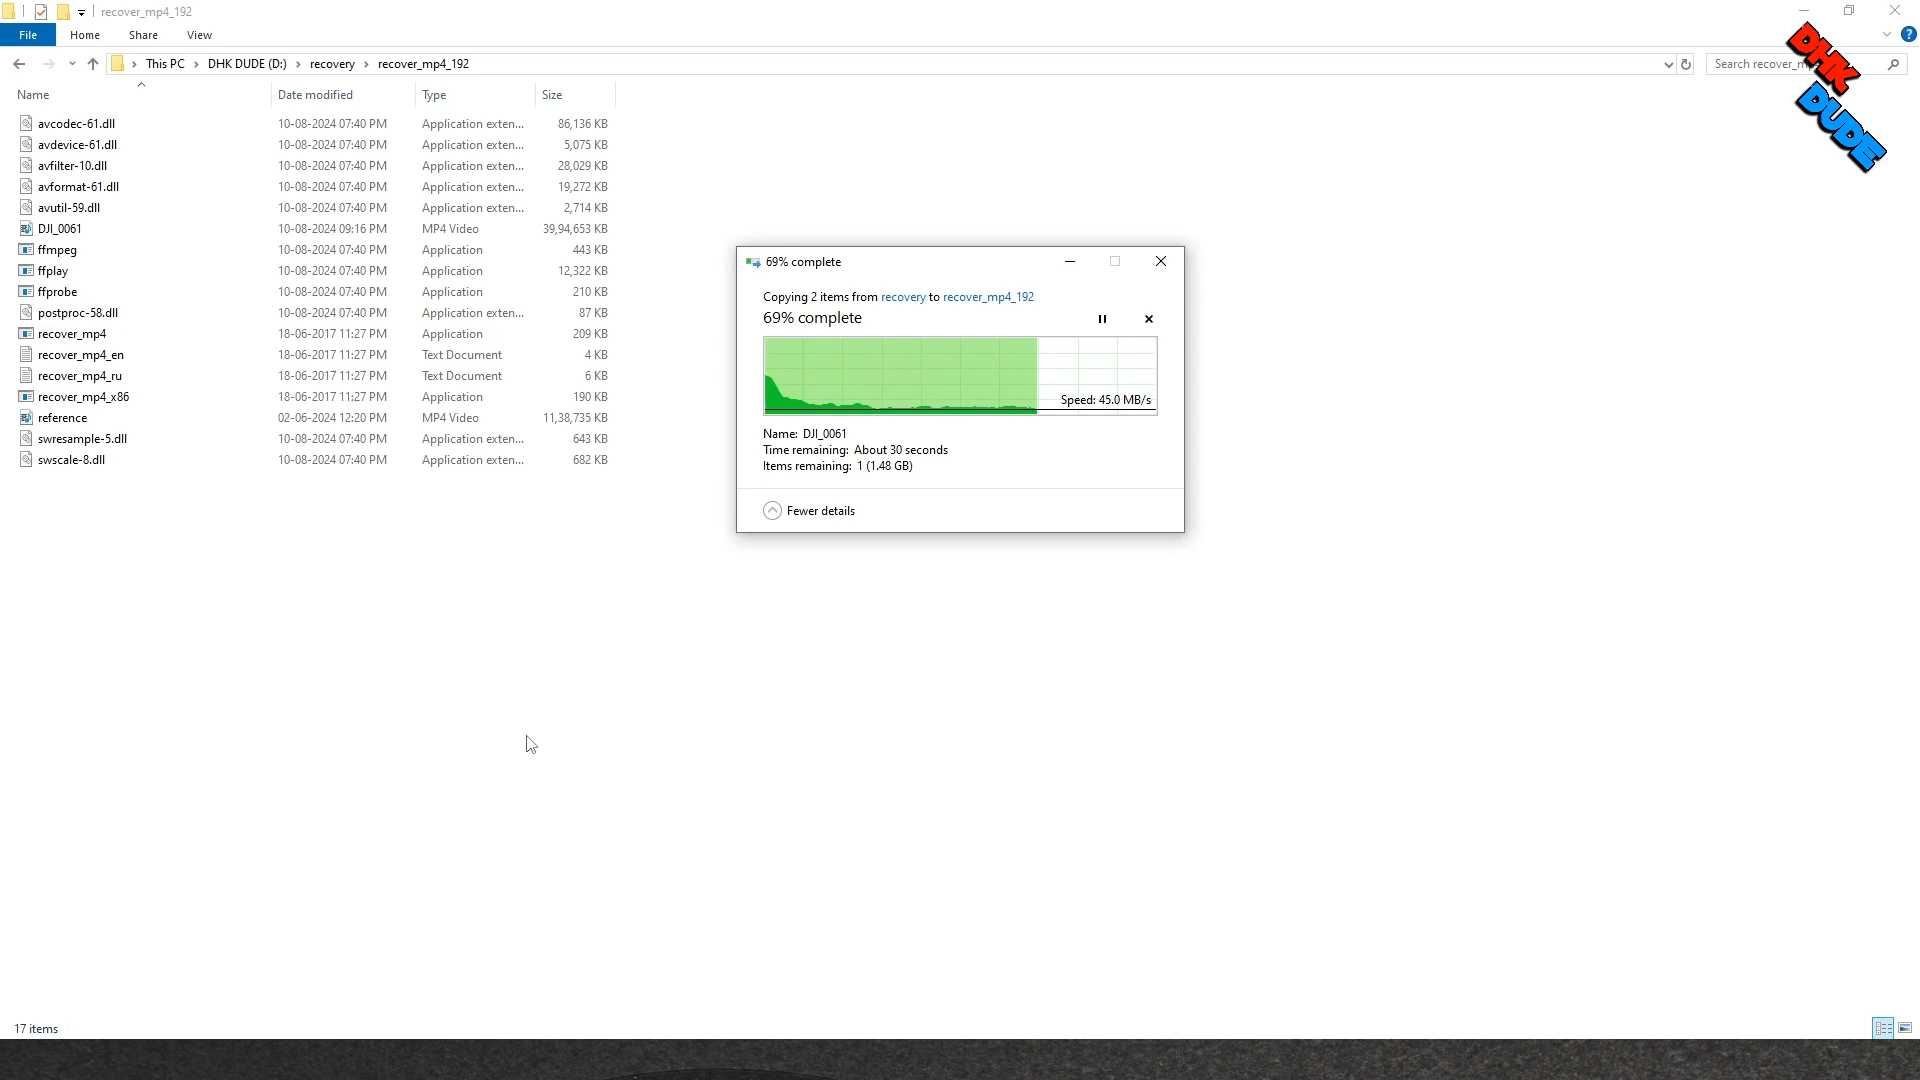 recover_mp4_192
File Home Share View
This PC DHK DUDE (D:) recovery recover_mp4_192
Search recover_m
DHK
DUDE
Name Date modified Type Size
avcodec-61.dll 10-08-2024 07:40 PM Application exten... 86,136 KB
avdevice-61.dll 10-08-2024 07:40 PM Application exten... 5,075 KB
avfilter-10.dll 10-08-2024 07:40 PM Application exten... 28,029 KB
avformat-61.dll 10-08-2024 07:40 PM Application exten... 19,272 KB
avutil-59.dll 10-08-2024 07:40 PM Application exten... 2,714 KB
DJI_0061 10-08-2024 09:16 PM MP4 Video 39,94,653 KB
ffmpeg 10-08-2024 07:40 PM Application 443 KB
ffplay 10-08-2024 07:40 PM Application 12,322 KB
ffprobe 10-08-2024 07:40 PM Application 210 KB
postproc-58.dll 10-08-2024 07:40 PM Application exten... 87 KB
recover_mp4 18-06-2017 11:27 PM Application 209 KB
recover_mp4_en 18-06-2017 11:27 PM Text Document 4 KB
recover_mp4_ru 18-06-2017 11:27 PM Text Document 6 KB
recover_mp4_x86 18-06-2017 11:27 PM Application 190 KB
reference 02-06-2024 12:20 PM MP4 Video 11,38,735 KB
swresample-5.dll 10-08-2024 07:40 PM Application exten... 643 KB
swscale-8.dll 10-08-2024 07:40 PM Application exten... 682 KB
69% complete
Copying 2 items from recovery to recover_mp4_192
69% complete
Speed: 45.0 MB/s
Name: DJI_0061
Time remaining: About 30 seconds
Items remaining: 1 (1.48 GB)
Fewer details
17 items